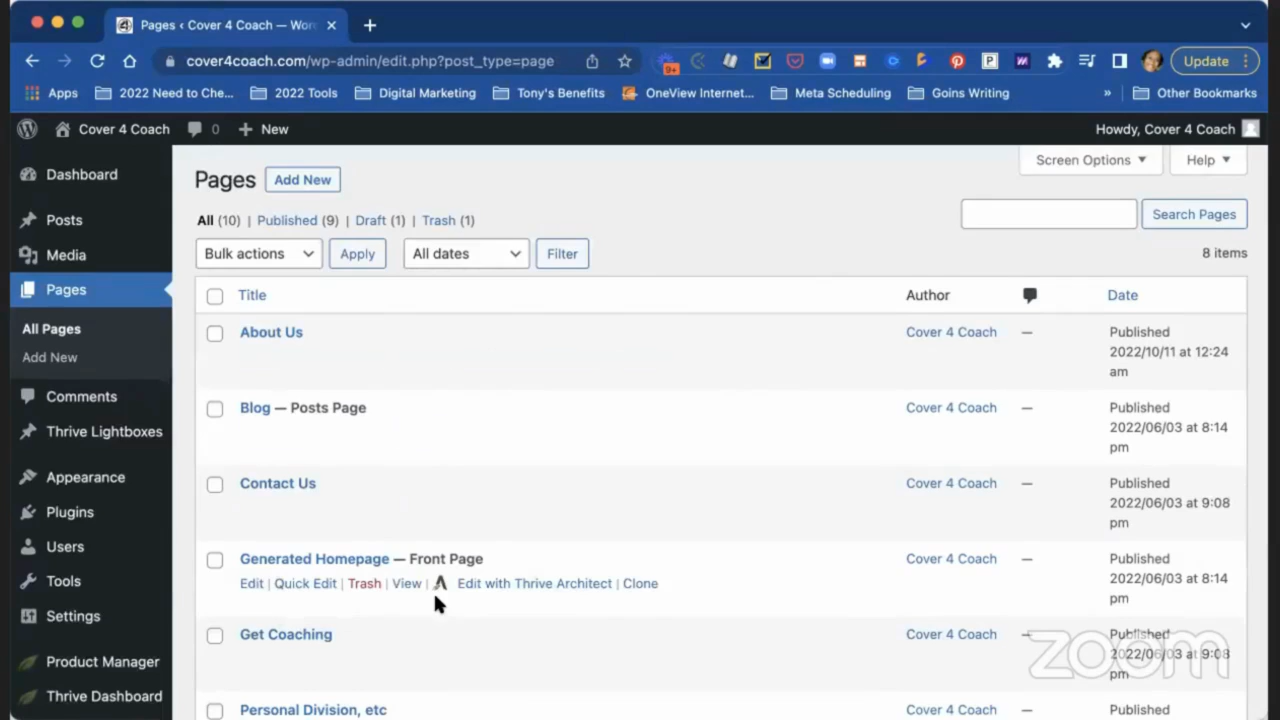 Pages ‹ Cover 4 Coach — Wor
cover4coach.com/wp-admin/edit.php?post_type=page
9+
Update
Apps
2022 Need to Che...
2022 Tools
Digital Marketing
Tony's Benefits
OneView Internet...
Meta Scheduling
Goins Writing
»
Other Bookmarks
Cover 4 Coach
0
+ New
Howdy, Cover 4 Coach
Dashboard
Posts
Media
Pages
All Pages
Add New
Comments
Thrive Lightboxes
Appearance
Plugins
Users
Tools
Settings
Product Manager
Thrive Dashboard
Screen Options
Help
Pages
Add New
All (10) | Published (9) | Draft (1) | Trash (1)
Search Pages
Bulk actions
Apply
All dates
Filter
8 items
Title
Author
Date
About Us
Cover 4 Coach
—
Published
2022/10/11 at 12:24
am
Blog — Posts Page
Cover 4 Coach
—
Published
2022/06/03 at 8:14
pm
Contact Us
Cover 4 Coach
—
Published
2022/06/03 at 9:08
pm
Generated Homepage — Front Page
Edit | Quick Edit | Trash | View | Edit with Thrive Architect | Clone
Cover 4 Coach
—
Published
2022/06/03 at 8:14
pm
Get Coaching
Cover 4 Coach
—
Published
2022/06/03 at 9:08
pm
zoom
Personal Division, etc
Cover 4 Coach
—
Published